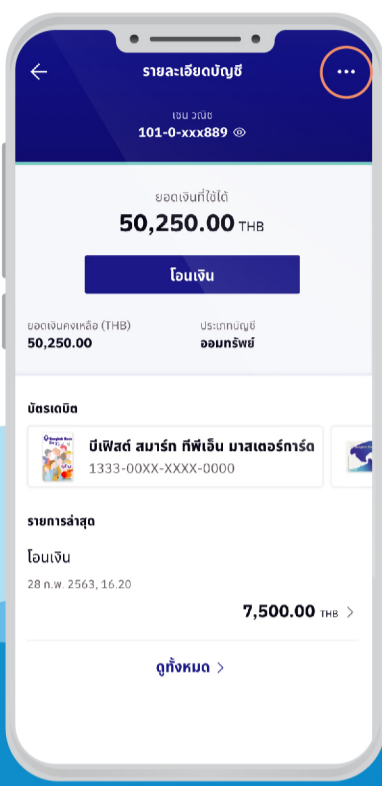 รายละเอียดบัญชี
เชน วณิช
101-0-xxx889
ยอดเงินที่ใช้ได้
50,250.00 THB
โอนเงิน
ยอดเงินคงเหลือ (THB) ประเภทบัญชี
50,250.00 ออมทรัพย์
บัตรเดบิต
บีเฟิสต์ สมาร์ท ทีพีเอ็น มาสเตอร์การ์ด
1333-00XX-XXXX-0000
รายการล่าสุด
โอนเงิน
28 ก.พ. 2563, 16.20
7,500.00 THB >
ดูทั้งหมด >